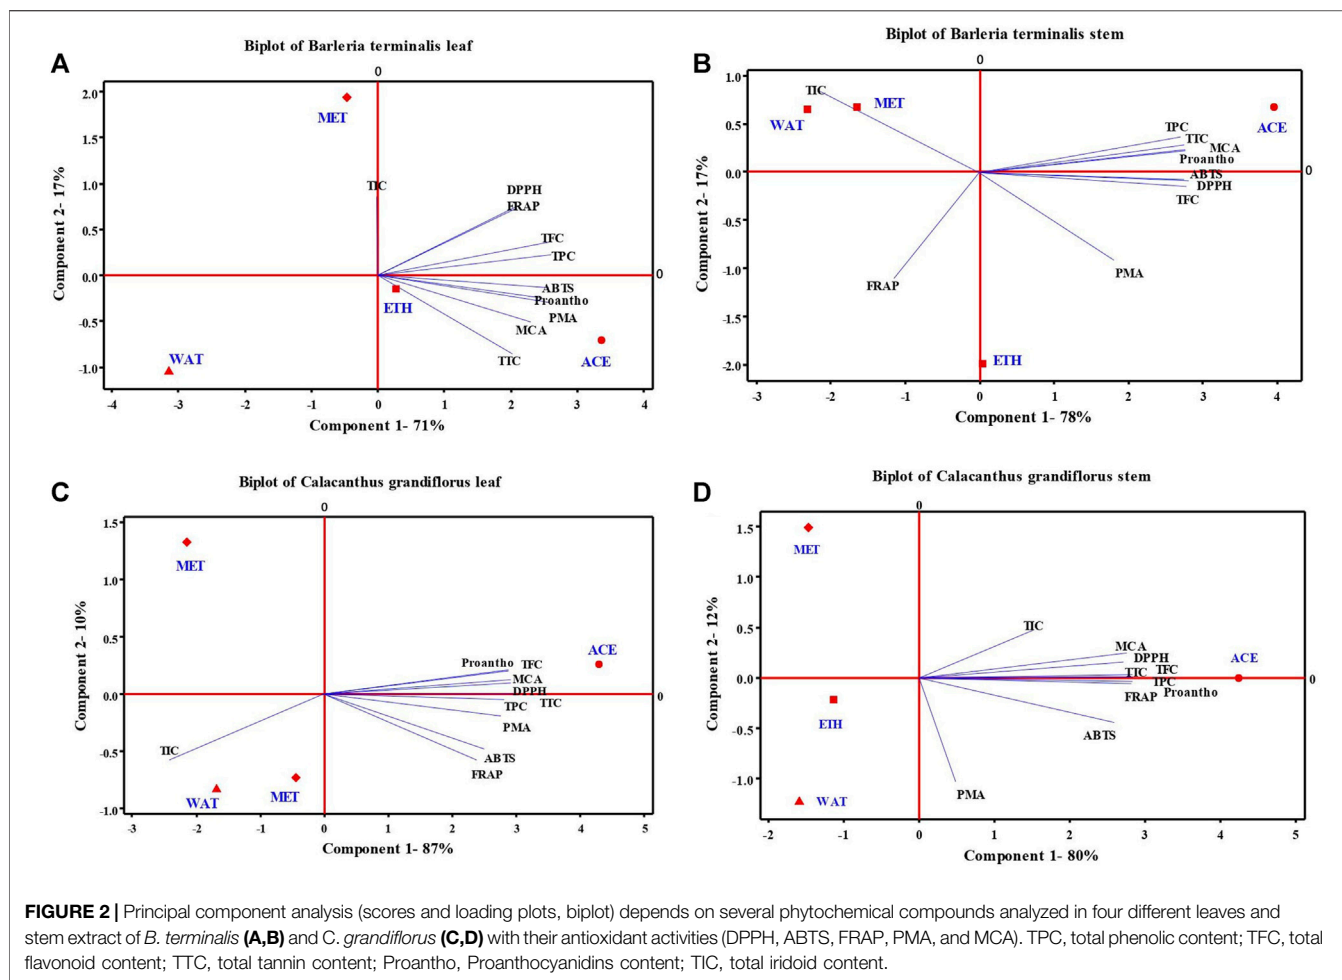 A
Biplot of Barleria terminalis leaf
0
2.0
MET
1.5
1.0
TIC
DPPH
FRAP
0.5
TFC
TPC
0.0
0
ABTS
ETH
Proantho
-0.5
PMA
MCA
WAT
TTC
ACE
-1.0
Component 2- 17%
-4 -3 -2 -1 0 1 2 3 4
Component 1- 71%
B
Biplot of Barleria terminalis stem
0
1.0
TIC
MET
WAT
ACE
0.5
TPC
TTC
MCA
Proantho
0.0
0
ABTS
DPPH
TFC
-0.5
-1.0
PMA
FRAP
-1.5
-2.0
ETH
Component 2- 17%
-3 -2 -1 0 1 2 3 4
Component 1- 78%
C
Biplot of Calacanthus grandiflorus leaf
0
1.5
MET
1.0
ACE
0.5
Proantho TFC
MCA
DPPH
0.0
0
TPC TTC
PMA
-0.5
TIC
ABTS
FRAP
WAT MET
-1.0
Component 2- 10%
-3 -2 -1 0 1 2 3 4 5
Component 1- 87%
D
Biplot of Calacanthus grandiflorus stem
0
1.5
MET
1.0
0.5
TIC
MCA
DPPH
ACE
TTC TFC
0.0
0
TPC
FRAP Proantho
ETH
-0.5
ABTS
-1.0
WAT
PMA
Component 2- 12%
-2 -1 0 1 2 3 4 5
Component 1- 80%
FIGURE 2 | Principal component analysis (scores and loading plots, biplot) depends on several phytochemical compounds analyzed in four different leaves and
stem extract of B. terminalis (A,B) and C. grandiflorus (C,D) with their antioxidant activities (DPPH, ABTS, FRAP, PMA, and MCA). TPC, total phenolic content; TFC, total
flavonoid content; TTC, total tannin content; Proantho, Proanthocyanidins content; TIC, total iridoid content.